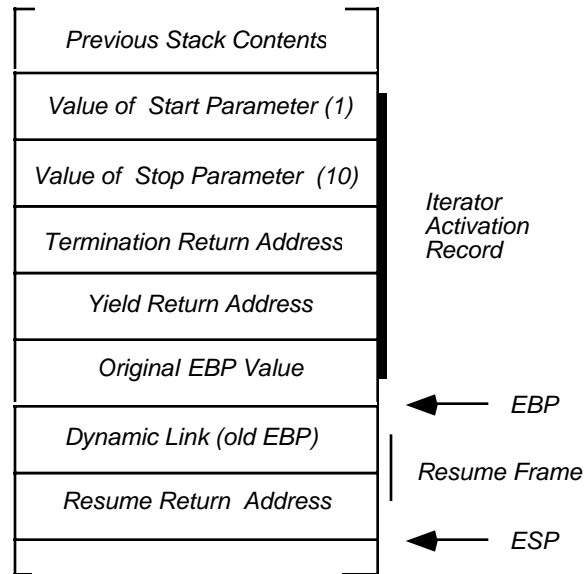 Previous Stack Contents
Value of Start Parameter (1)
Value of Stop Parameter (10)
Termination Return Address
Yield Return Address
Original EBP Value
Dynamic Link (old EBP)
Resume Return Address
Iterator
Activation
Record
EBP
Resume Frame
ESP